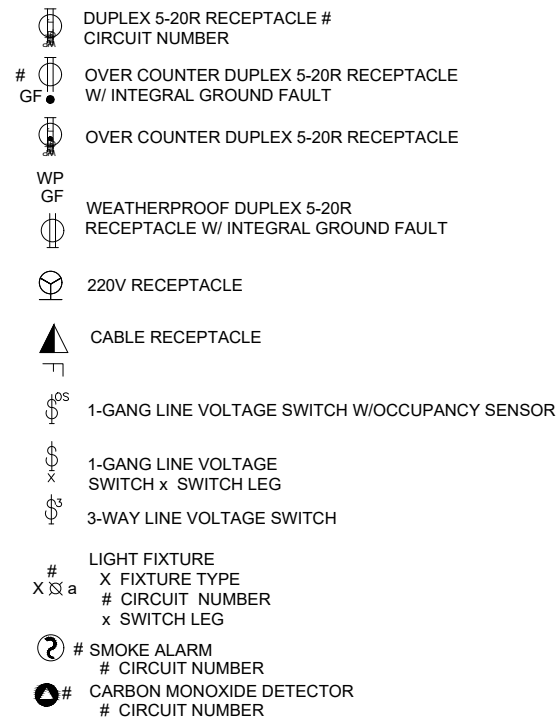 DUPLEX 5-20R RECEPTACLE #
CIRCUIT NUMBER
# OVER COUNTER DUPLEX 5-20R RECEPTACLE
GF W/ INTEGRAL GROUND FAULT
OVER COUNTER DUPLEX 5-20R RECEPTACLE
WP
GF
WEATHERPROOF DUPLEX 5-20R
RECEPTACLE W/ INTEGRAL GROUND FAULT
220V RECEPTACLE
CABLE RECEPTACLE
$OS 1-GANG LINE VOLTAGE SWITCH W/OCCUPANCY SENSOR
$ 1-GANG LINE VOLTAGE
x SWITCH x SWITCH LEG
$3 3-WAY LINE VOLTAGE SWITCH
LIGHT FIXTURE
# X FIXTURE TYPE
X a # CIRCUIT NUMBER
x SWITCH LEG
# SMOKE ALARM
# CIRCUIT NUMBER
# CARBON MONOXIDE DETECTOR
# CIRCUIT NUMBER